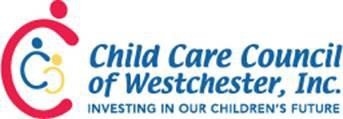 Child Care Council
of Westchester, Inc.
INVESTING IN OUR CHILDREN'S FUTURE